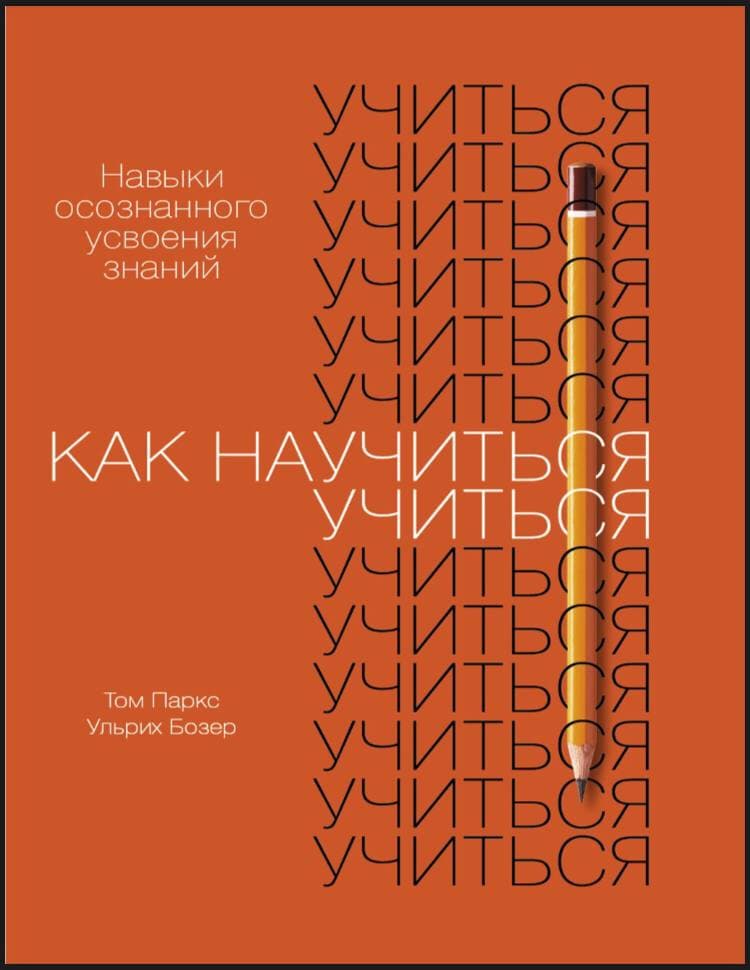 УЧИТЬСЯ
УЧИТЬСЯ
Навыки
осознанного
усвоения
знаний
УЧИТЬСЯ
УЧИТЬСЯ
УЧИТЬСЯ
УЧИТЬСЯ
КАК НАУЧИТЬСЯ
УЧИТЬСЯ
УЧИТЬСЯ
УЧИТЬСЯ
УЧИТЬСЯ
Том Паркс
Ульрих Бозер
УЧИТЬСЯ
УЧИТЬСЯ
УЧИТЬСЯ